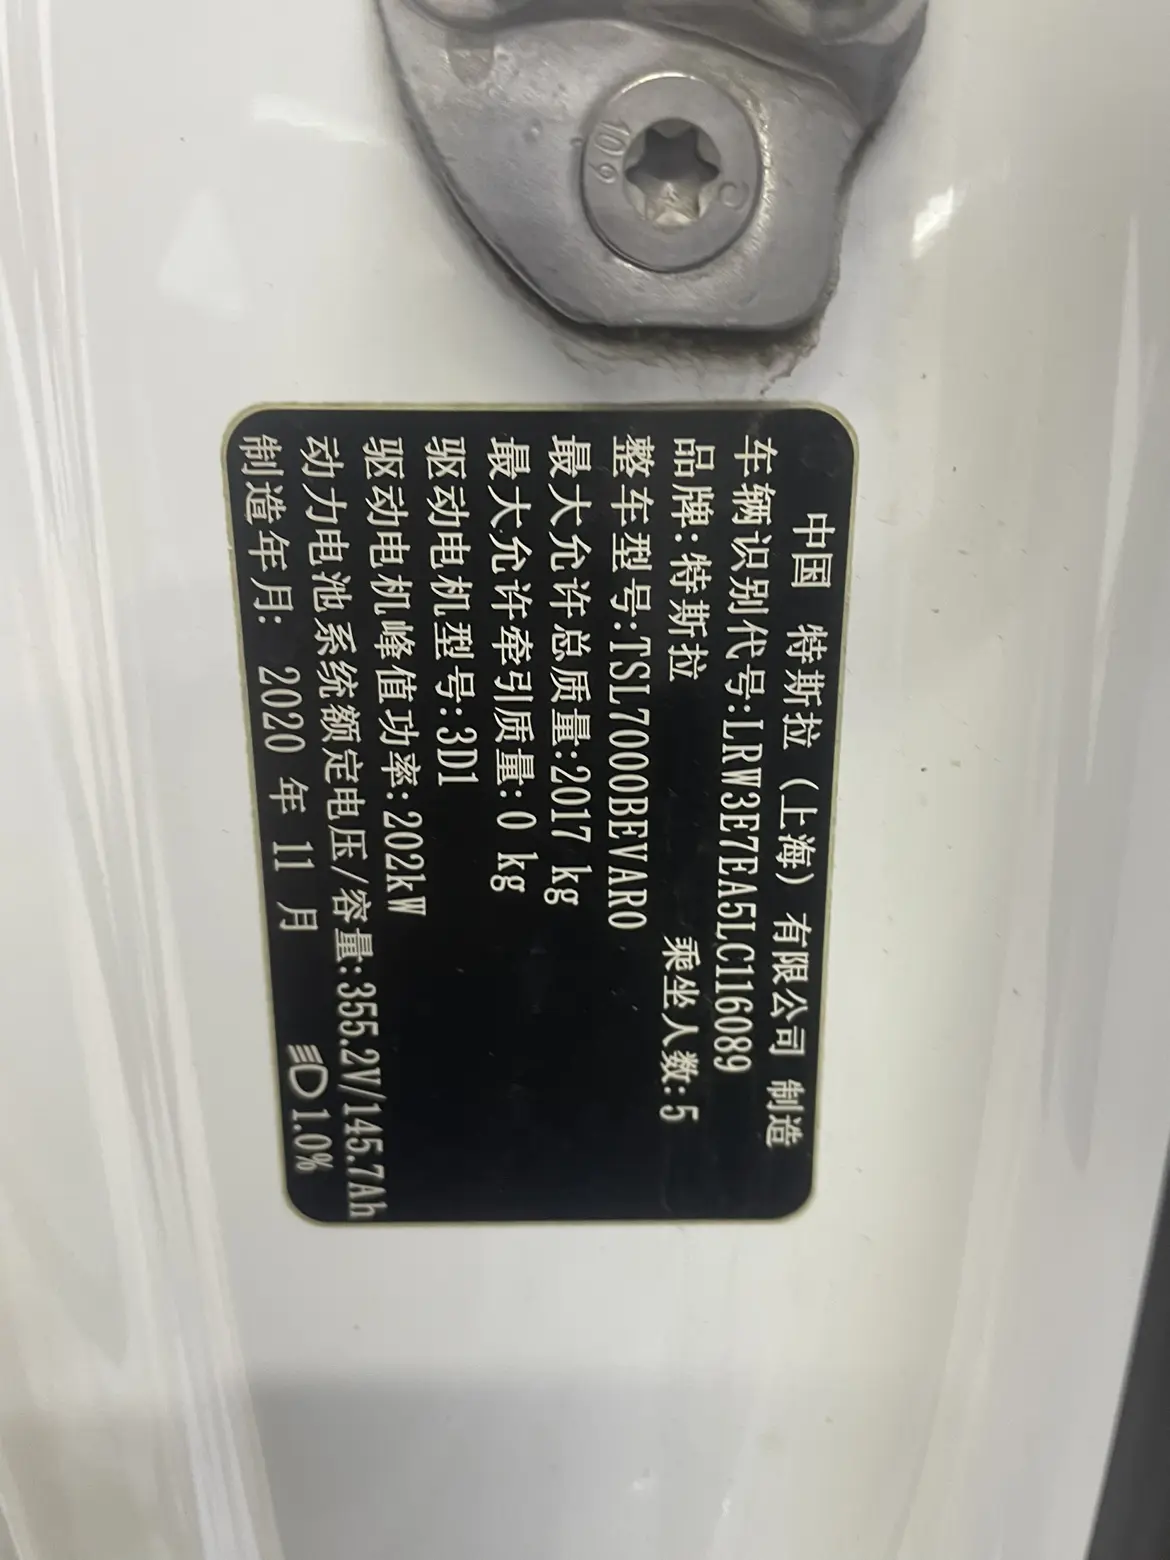 10.9
中国 特斯拉（上海）有限公司 制造
车辆识别代号:LRW3E7EA5LC116089
品牌:特斯拉 乘坐人数:5
整车型号:TSL7000BEVAR0
最大允许总质量:2017 kg
最大允许牵引质量:0 kg
驱动电机型号:3D1
驱动电机峰值功率:202kW
动力电池系统额定电压/容量:355.2V/145.7Ah
制造年月: 2020 年 11 月 1.0%